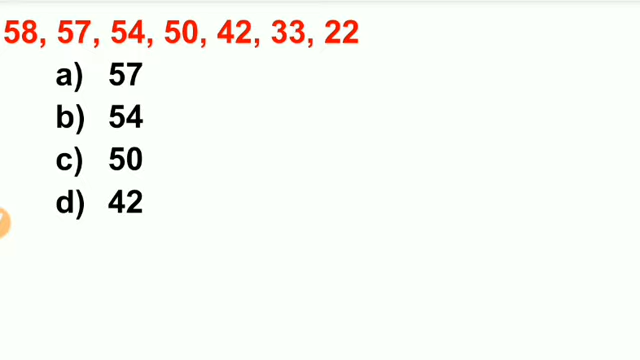 58, 57, 54, 50, 42, 33, 22
a) 57
b) 54
c) 50
d) 42